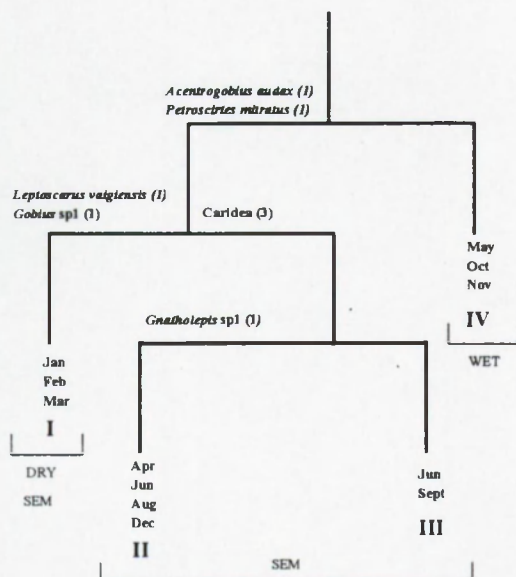 Acentrogobius audax (1)
Petroscirtes mitratus (1)
Leptoscarus vaigiensis (1)
Gobius sp1 (1)
Caridea (3)
May
Oct
Nov
IV
WET
Gnatholepis sp1 (1)
Jan
Feb
Mar
I
DRY
SEM
Apr
Jun
Aug
Dec
II
Jun
Sept
III
SEM